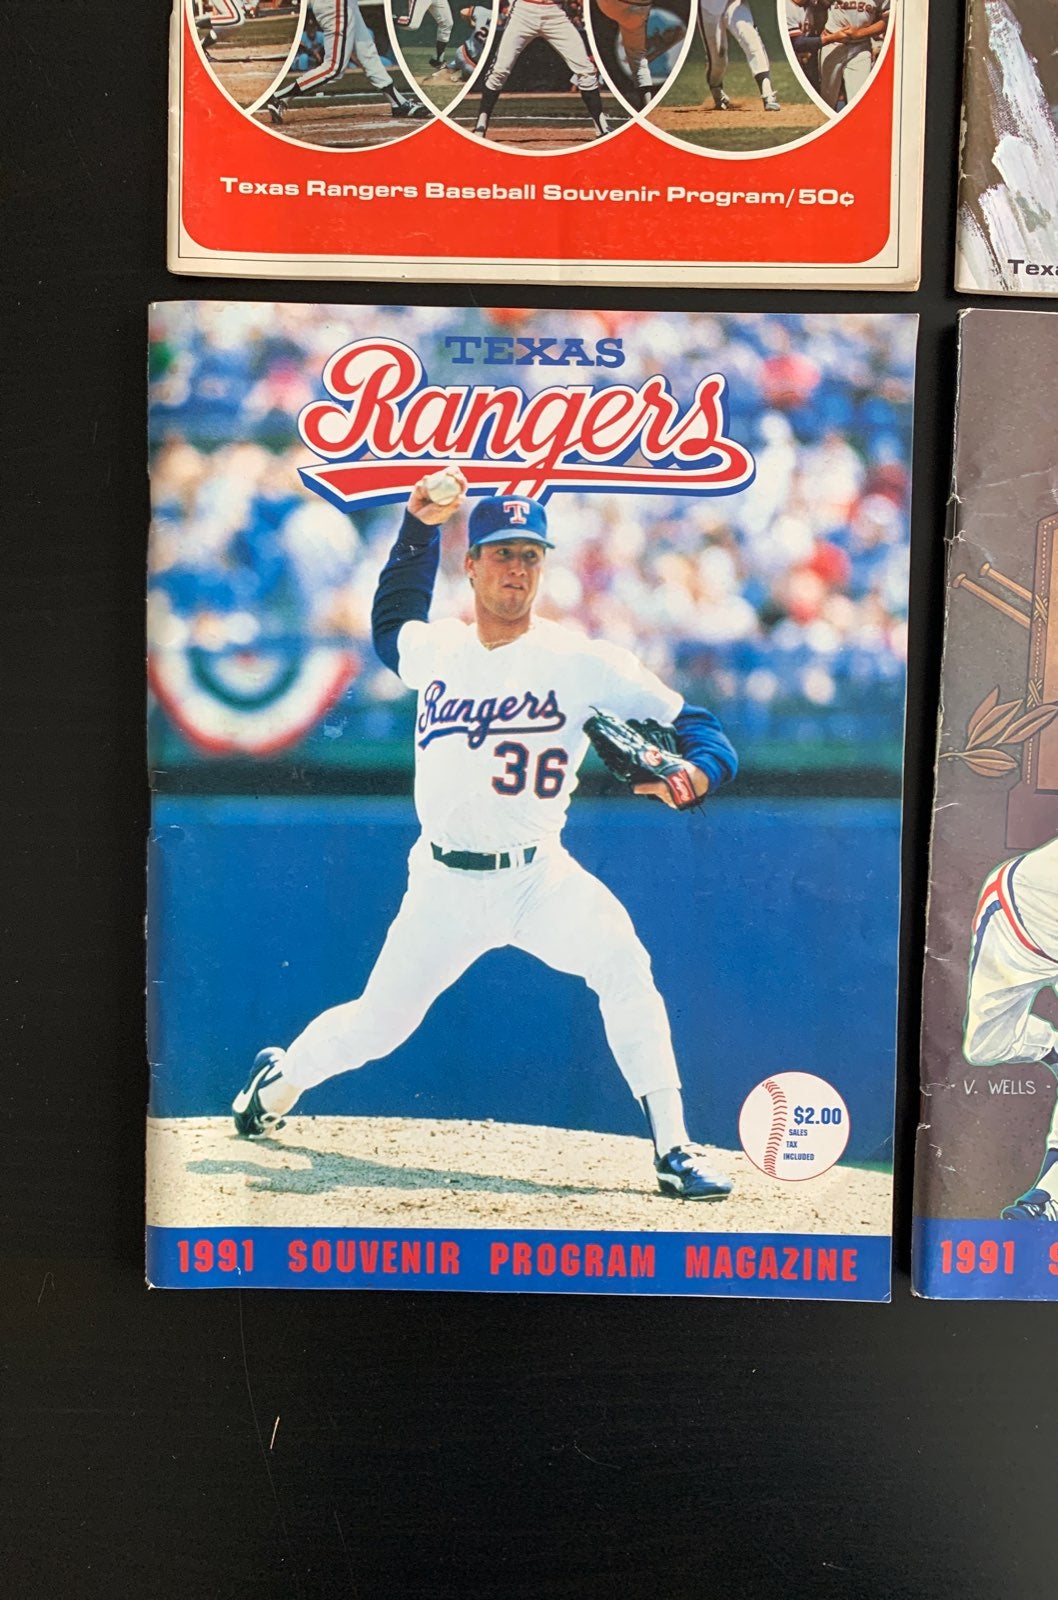 Texas Rangers Baseball Souvenir Program/50¢
TEXAS
Rangers
T
Rangers
36
$2.00
SALES
TAX
INCLUDED
1991 SOUVENIR PROGRAM MAGAZINE
V. WELLS
1991